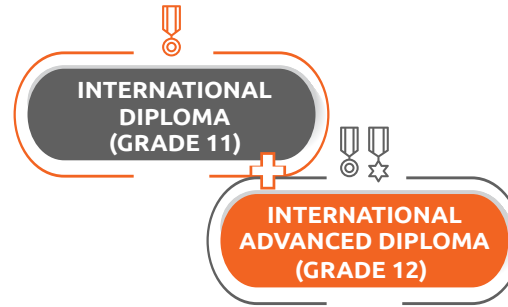 INTERNATIONAL
DIPLOMA
(GRADE 11)
INTERNATIONAL
ADVANCED DIPLOMA
(GRADE 12)